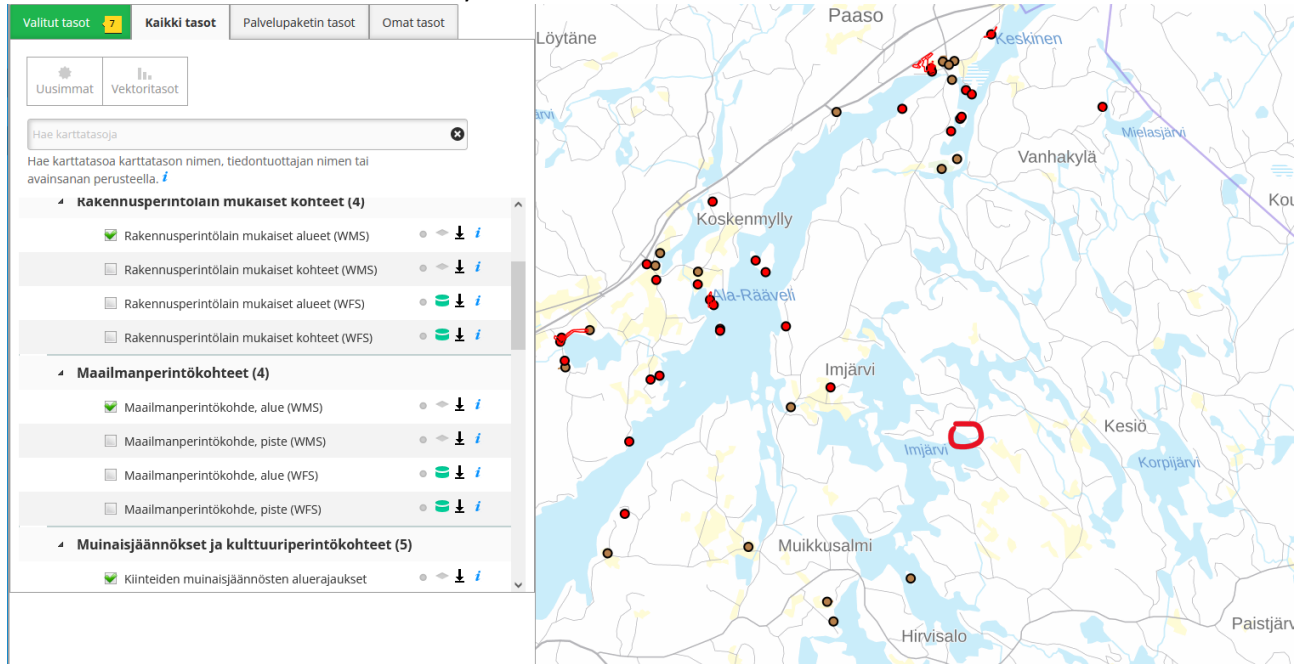 Valitut tasot 7
Kaikki tasot
Palvelupaketin tasot
Omat tasot
Uusimmat
Vektoritasot
Hae karttatasoja
Hae karttatasoa karttatason nimen, tiedontuottajan nimen tai
avainsanan perusteella. i
Rakennusperintölain mukaiset kohteet (4)
Rakennusperintölain mukaiset alueet (WMS)
Rakennusperintölain mukaiset kohteet (WMS)
Rakennusperintölain mukaiset alueet (WFS)
Rakennusperintölain mukaiset kohteet (WFS)
Maailmanperintökohteet (4)
Maailmanperintökohde, alue (WMS)
Maailmanperintökohde, piste (WMS)
Maailmanperintökohde, alue (WFS)
Maailmanperintökohde, piste (WFS)
Muinaisjäännökset ja kulttuuriperintökohteet (5)
Kiinteiden muinaisjäännösten aluerajaukset
Paaso
Löytäne
Keskinen
ärvi
Mielasjärvi
Vanhakylä
Kou
Koskenmylly
Ala-Rääveli
Imjärvi
Kesiö
Imjärvi
Korpijärvi
Muikkusalmi
Paistjärv
Hirvisalo